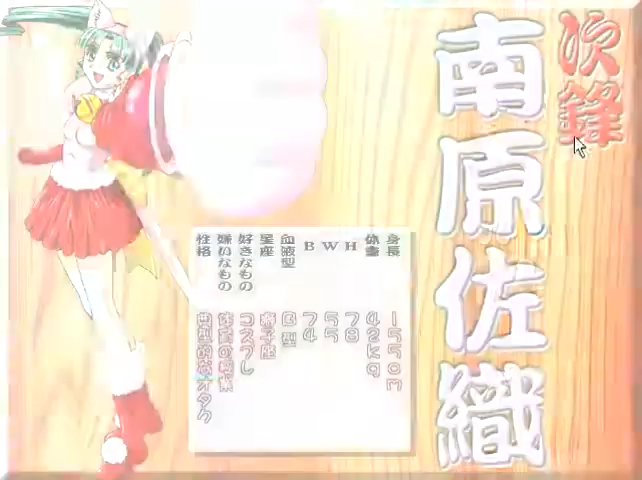 次鋒
南原佐織
身長 155cm
体重 42kg
H 78
W 55
B 74
血液型 B型
星座 獅子座
好きなもの コスプレ
嫌いなもの
性格 典型的なオタク